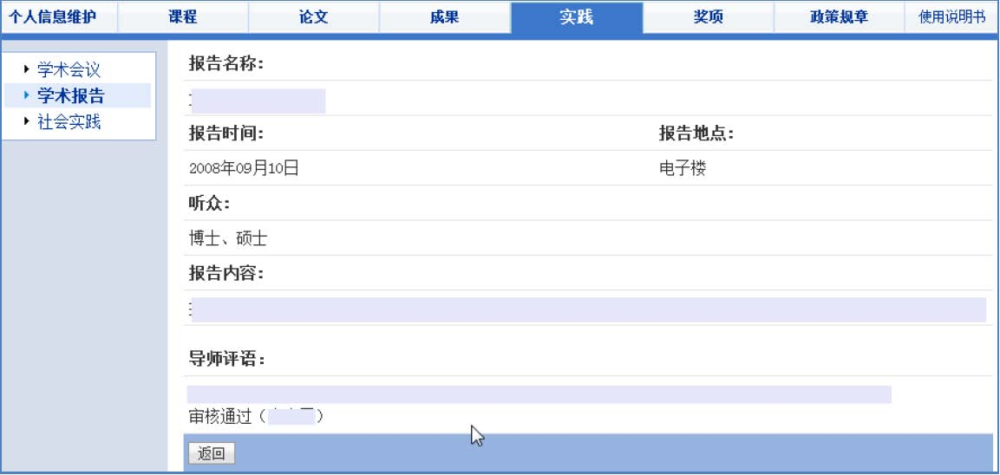 个人信息维护 课程 论文 成果 实践 奖项 政策规章 使用说明书
学术会议
学术报告
社会实践
报告名称:
报告时间: 报告地点:
2008年09月10日 电子楼
听众:
博士、硕士
报告内容:
导师评语:
审核通过（ ）
返回